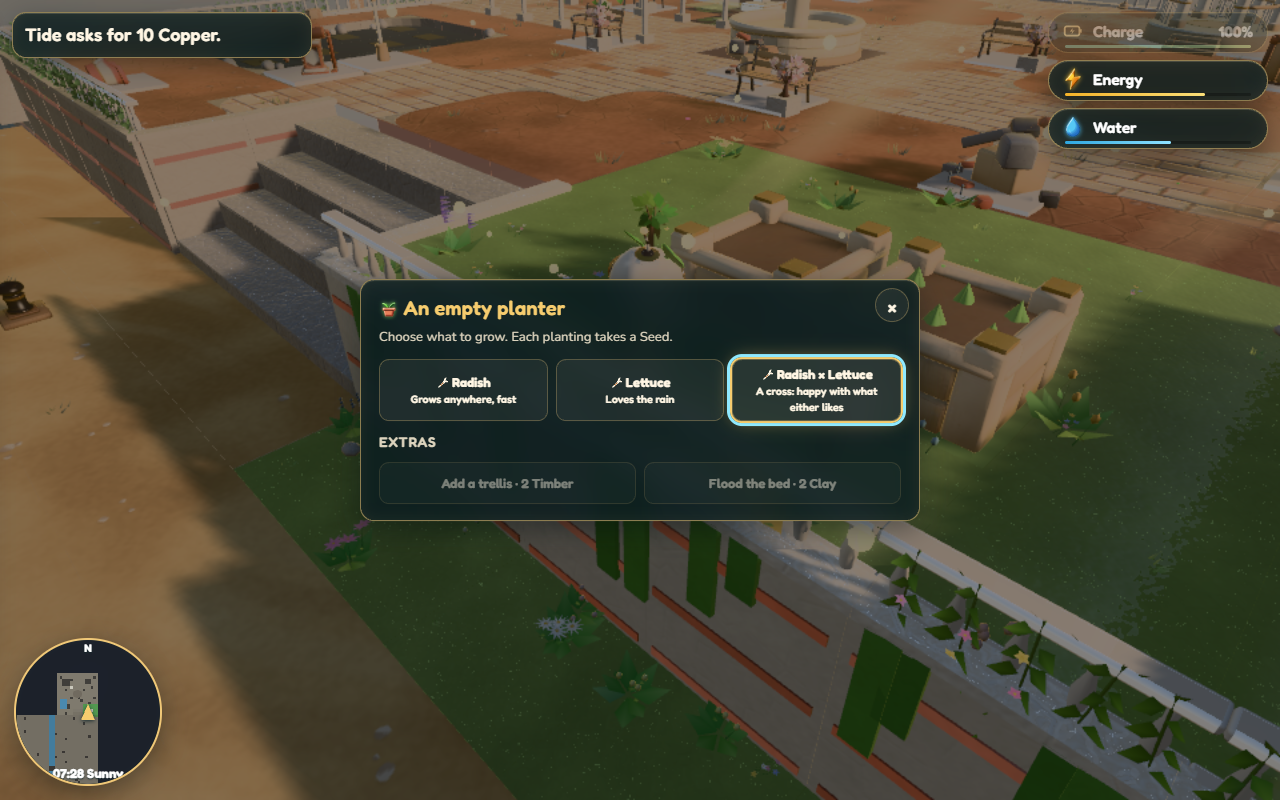 Tide asks for 10 Copper.
Charge 100%
Energy
Water
An empty planter
Choose what to grow. Each planting takes a Seed.
Radish
Grows anywhere, fast
Lettuce
Loves the rain
Radish × Lettuce
A cross: happy with what
either likes
EXTRAS
Add a trellis · 2 Timber
Flood the bed · 2 Clay
N
07:28 Sunny